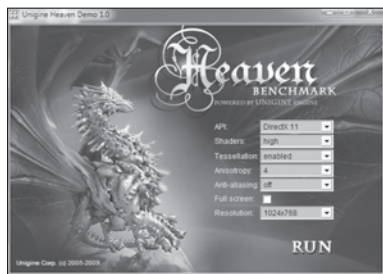 Unigine Heaven Demo 1.0
Heaven
BENCHMARK
POWERED BY UNIGINE ENGINE
API: DirectX 11
Shaders: high
Tessellation: enabled
Anisotropy: 4
Anti-aliasing: off
Full screen:
Resolution: 1024x768
RUN
Unigine Corp. (c) 2005-2009.